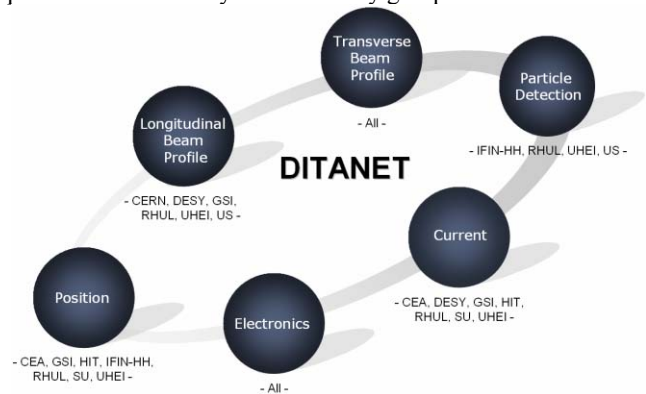 Transverse
Beam
Profile
- All -
Particle
Detection
- IFIN-HH, RHUL, UHEI, US -
Longitudinal
Beam
Profile
- CERN, DESY, GSI,
RHUL, UHEI, US -
DITANET
Current
- CEA, DESY, GSI, HIT,
RHUL, SU, UHEI -
Position
- CEA, GSI, HIT, IFIN-HH,
RHUL, SU, UHEI -
Electronics
- All -